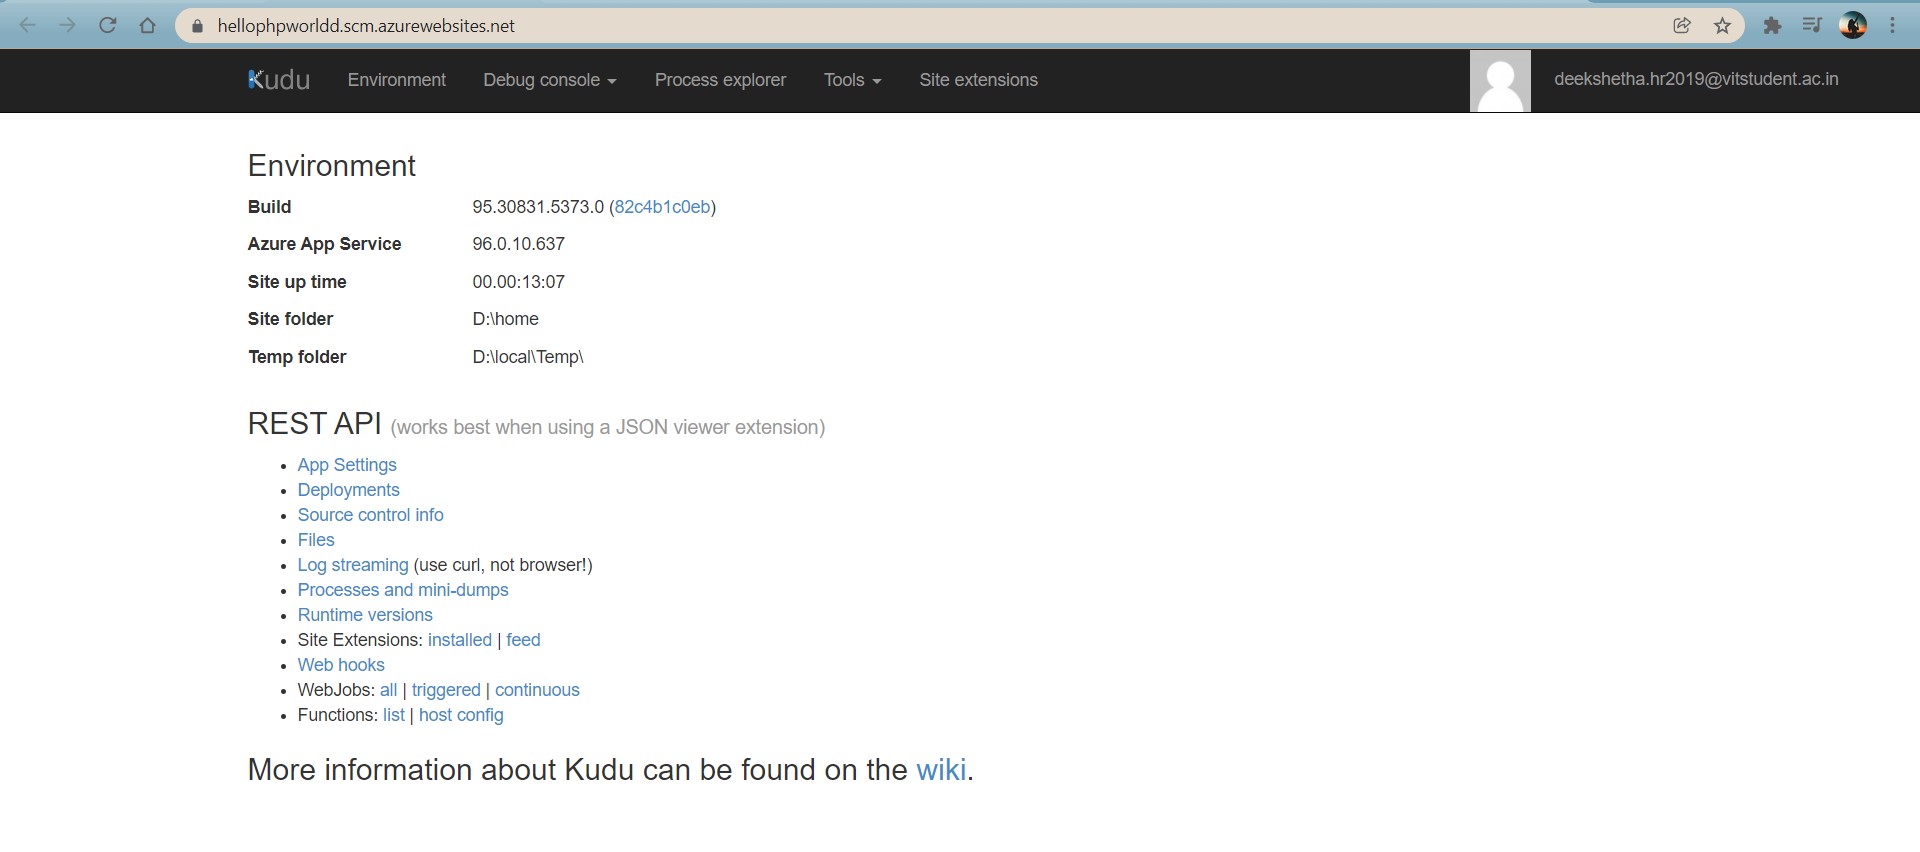 hellophpworldd.scm.azurewebsites.net
Kudu Environment Debug console Process explorer Tools Site extensions deekshetha.hr2019@vitstudent.ac.in
Environment
Build 95.30831.5373.0 (82c4b1c0eb)
Azure App Service 96.0.10.637
Site up time 00.00:13:07
Site folder D:\home
Temp folder D:\local\Temp\
REST API (works best when using a JSON viewer extension)
• App Settings
• Deployments
• Source control info
• Files
• Log streaming (use curl, not browser!)
• Processes and mini-dumps
• Runtime versions
• Site Extensions: installed | feed
• Web hooks
• WebJobs: all | triggered | continuous
• Functions: list | host config
More information about Kudu can be found on the wiki.